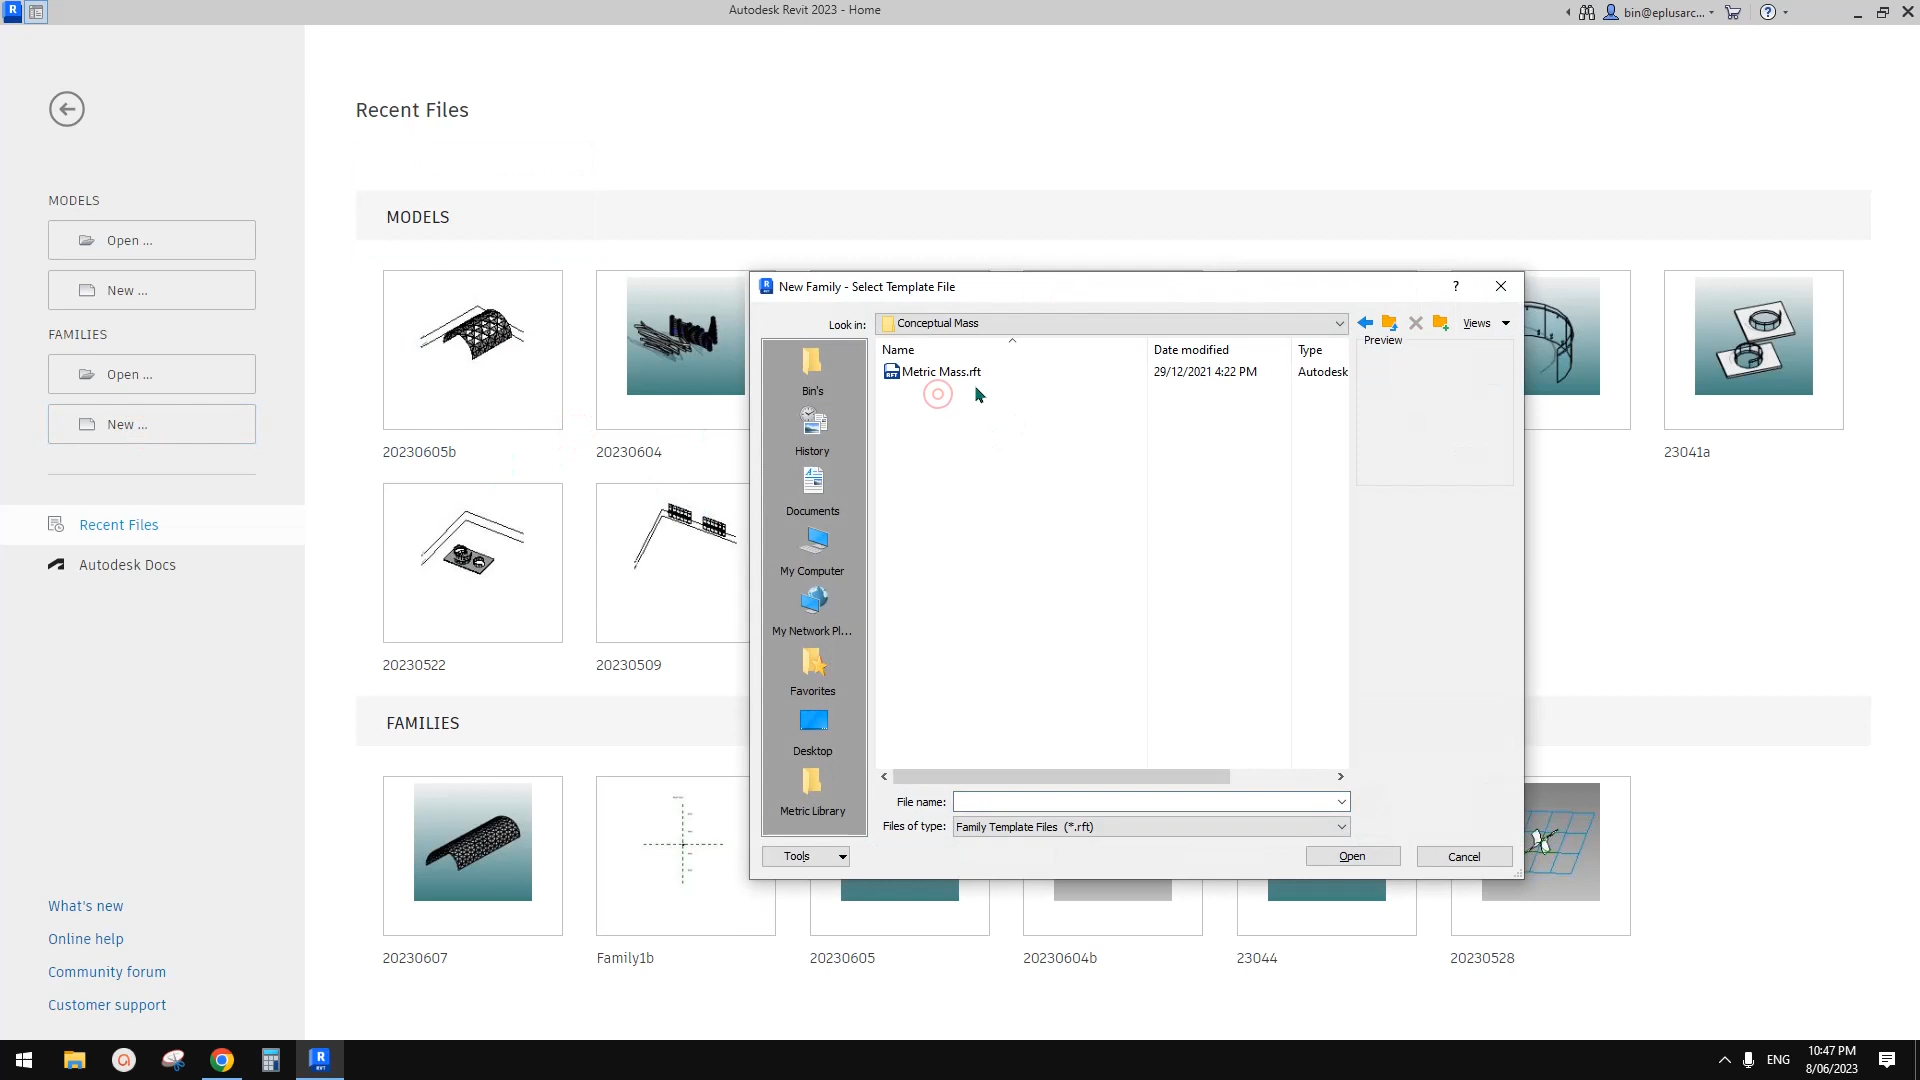 Autodesk Revit 2023 - Home
bin@eplusarc...
Recent Files
MODELS
Open ...
New ...
FAMILIES
Open ...
New ...
Recent Files
Autodesk Docs
What's new
Online help
Community forum
Customer support
MODELS
20230605b
20230604
23041a
20230522
20230509
FAMILIES
20230607
Family1b
20230605
20230604b
23044
20230528
New Family - Select Template File
?
Look in:
Conceptual Mass
Views
Preview
Name
Date modified
Type
Metric Mass.rft
29/12/2021 4:22 PM
Autodesk
Bin's
History
Documents
My Computer
My Network Pl...
Favorites
Desktop
Metric Library
File name:
Files of type:
Family Template Files (*.rft)
Tools
Open
Cancel
ENG
10:47 PM
8/06/2023